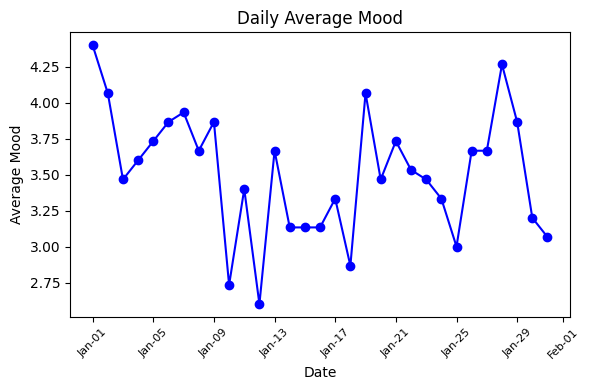 Daily Average Mood
4.25
4.00
3.75
3.50
3.25
3.00
2.75
Average Mood
Jan-01
Jan-05
Jan-09
Jan-13
Jan-17
Jan-21
Jan-25
Jan-29
Feb-01
Date